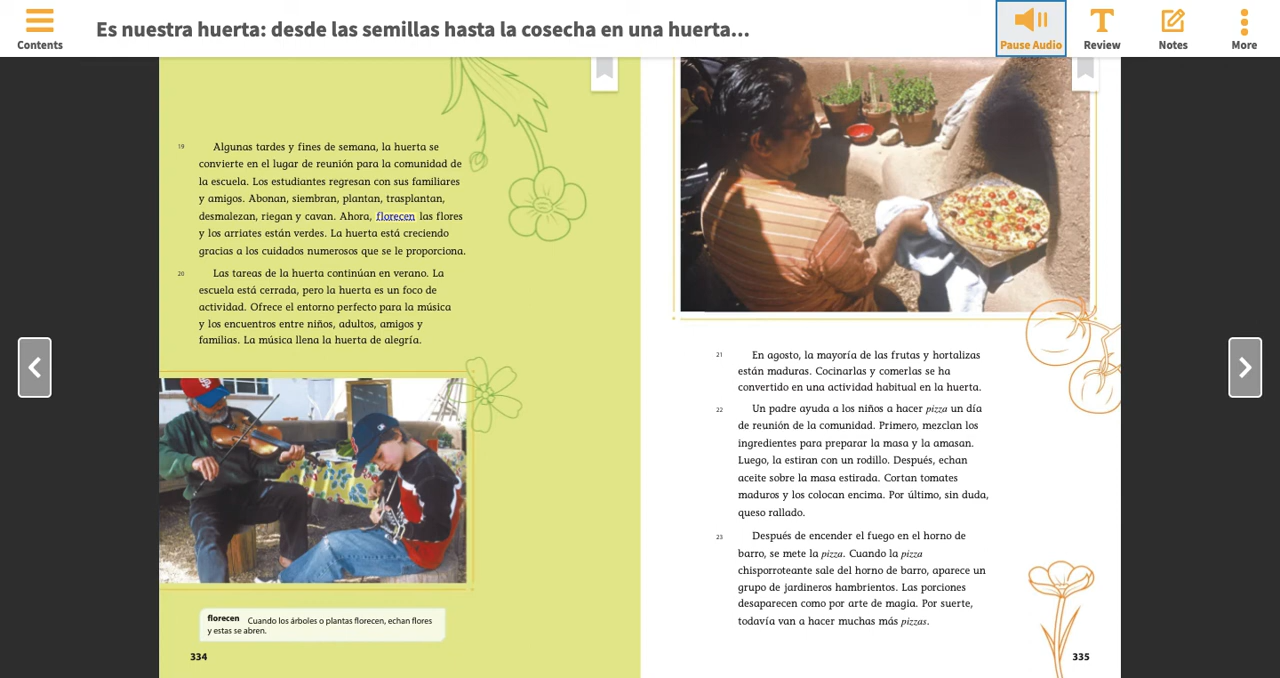 Contents
Es nuestra huerta: desde las semillas hasta la cosecha en una huerta...
Pause Audio
Review
Notes
More
19 Algunas tardes y fines de semana, la huerta se
convierte en el lugar de reunión para la comunidad de
la escuela. Los estudiantes regresan con sus familiares
y amigos. Abonan, siembran, plantan, trasplantan,
desmalezan, riegan y cavan. Ahora, florecen las flores
y los arriates están verdes. La huerta está creciendo
gracias a los cuidados numerosos que se le proporciona.
20 Las tareas de la huerta continúan en verano. La
escuela está cerrada, pero la huerta es un foco de
actividad. Ofrece el entorno perfecto para la música
y los encuentros entre niños, adultos, amigos y
familias. La música llena la huerta de alegría.
florecen Cuando los árboles o plantas florecen, echan flores
y estas se abren.
334
21 En agosto, la mayoría de las frutas y hortalizas
están maduras. Cocinarlas y comerlas se ha
convertido en una actividad habitual en la huerta.
22 Un padre ayuda a los niños a hacer pizza un día
de reunión de la comunidad. Primero, mezclan los
ingredientes para preparar la masa y la amasan.
Luego, la estiran con un rodillo. Después, echan
aceite sobre la masa estirada. Cortan tomates
maduros y los colocan encima. Por último, sin duda,
queso rallado.
23 Después de encender el fuego en el horno de
barro, se mete la pizza. Cuando la pizza
chisporroteante sale del horno de barro, aparece un
grupo de jardineros hambrientos. Las porciones
desaparecen como por arte de magia. Por suerte,
todavía van a hacer muchas más pizzas.
335